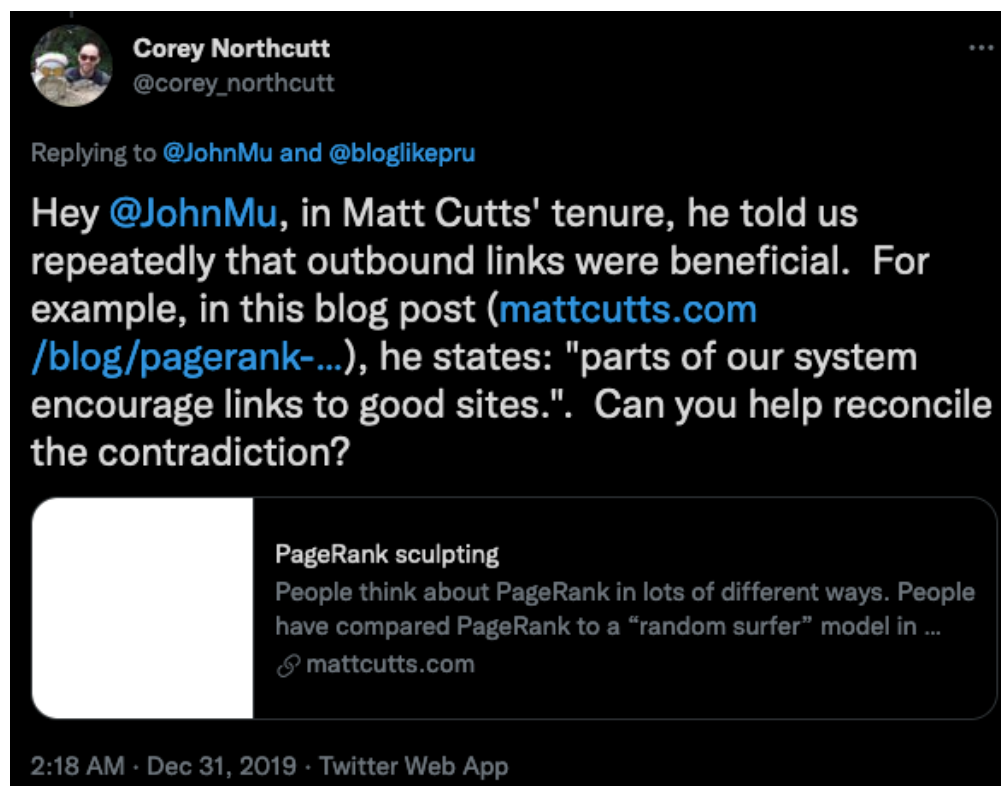 Corey Northcutt
@corey_northcutt
Replying to @JohnMu and @bloglikepru
Hey @JohnMu, in Matt Cutts' tenure, he told us
repeatedly that outbound links were beneficial.  For
example, in this blog post (mattcutts.com
/blog/pagerank-...), he states: "parts of our system
encourage links to good sites.".  Can you help reconcile
the contradiction?
PageRank sculpting
People think about PageRank in lots of different ways. People
have compared PageRank to a “random surfer” model in ...
mattcutts.com
2:18 AM · Dec 31, 2019 · Twitter Web App